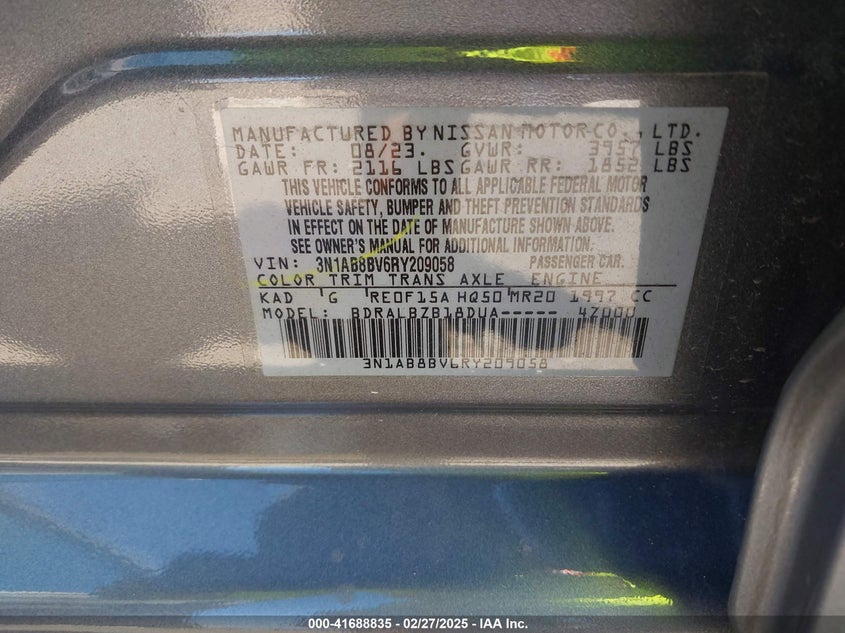 MANUFACTURED BY NISSAN MOTOR CO., LTD.
DATE: 08/23. GVWR: 3957 LBS
GAWR FR: 2116 LBS GAWR RR: 1852 LBS
THIS VEHICLE CONFORMS TO ALL APPLICABLE FEDERAL MOTOR
VEHICLE SAFETY, BUMPER AND THEFT PREVENTION STANDARDS
IN EFFECT ON THE DATE OF MANUFACTURE SHOWN ABOVE.
SEE OWNER'S MANUAL FOR ADDITIONAL INFORMATION.
VIN: 3N1AB8BV6RY209058 PASSENGER CAR.
COLOR TRIM TRANS AXLE ENGINE
KAD 'G RE0F15A HQ50 MR20 1997 CC
MODEL: BDRALBZB18DUA-----
3N1AB8BV6RY209058
000-41688835 - 02/27/2025 - IAA Inc.